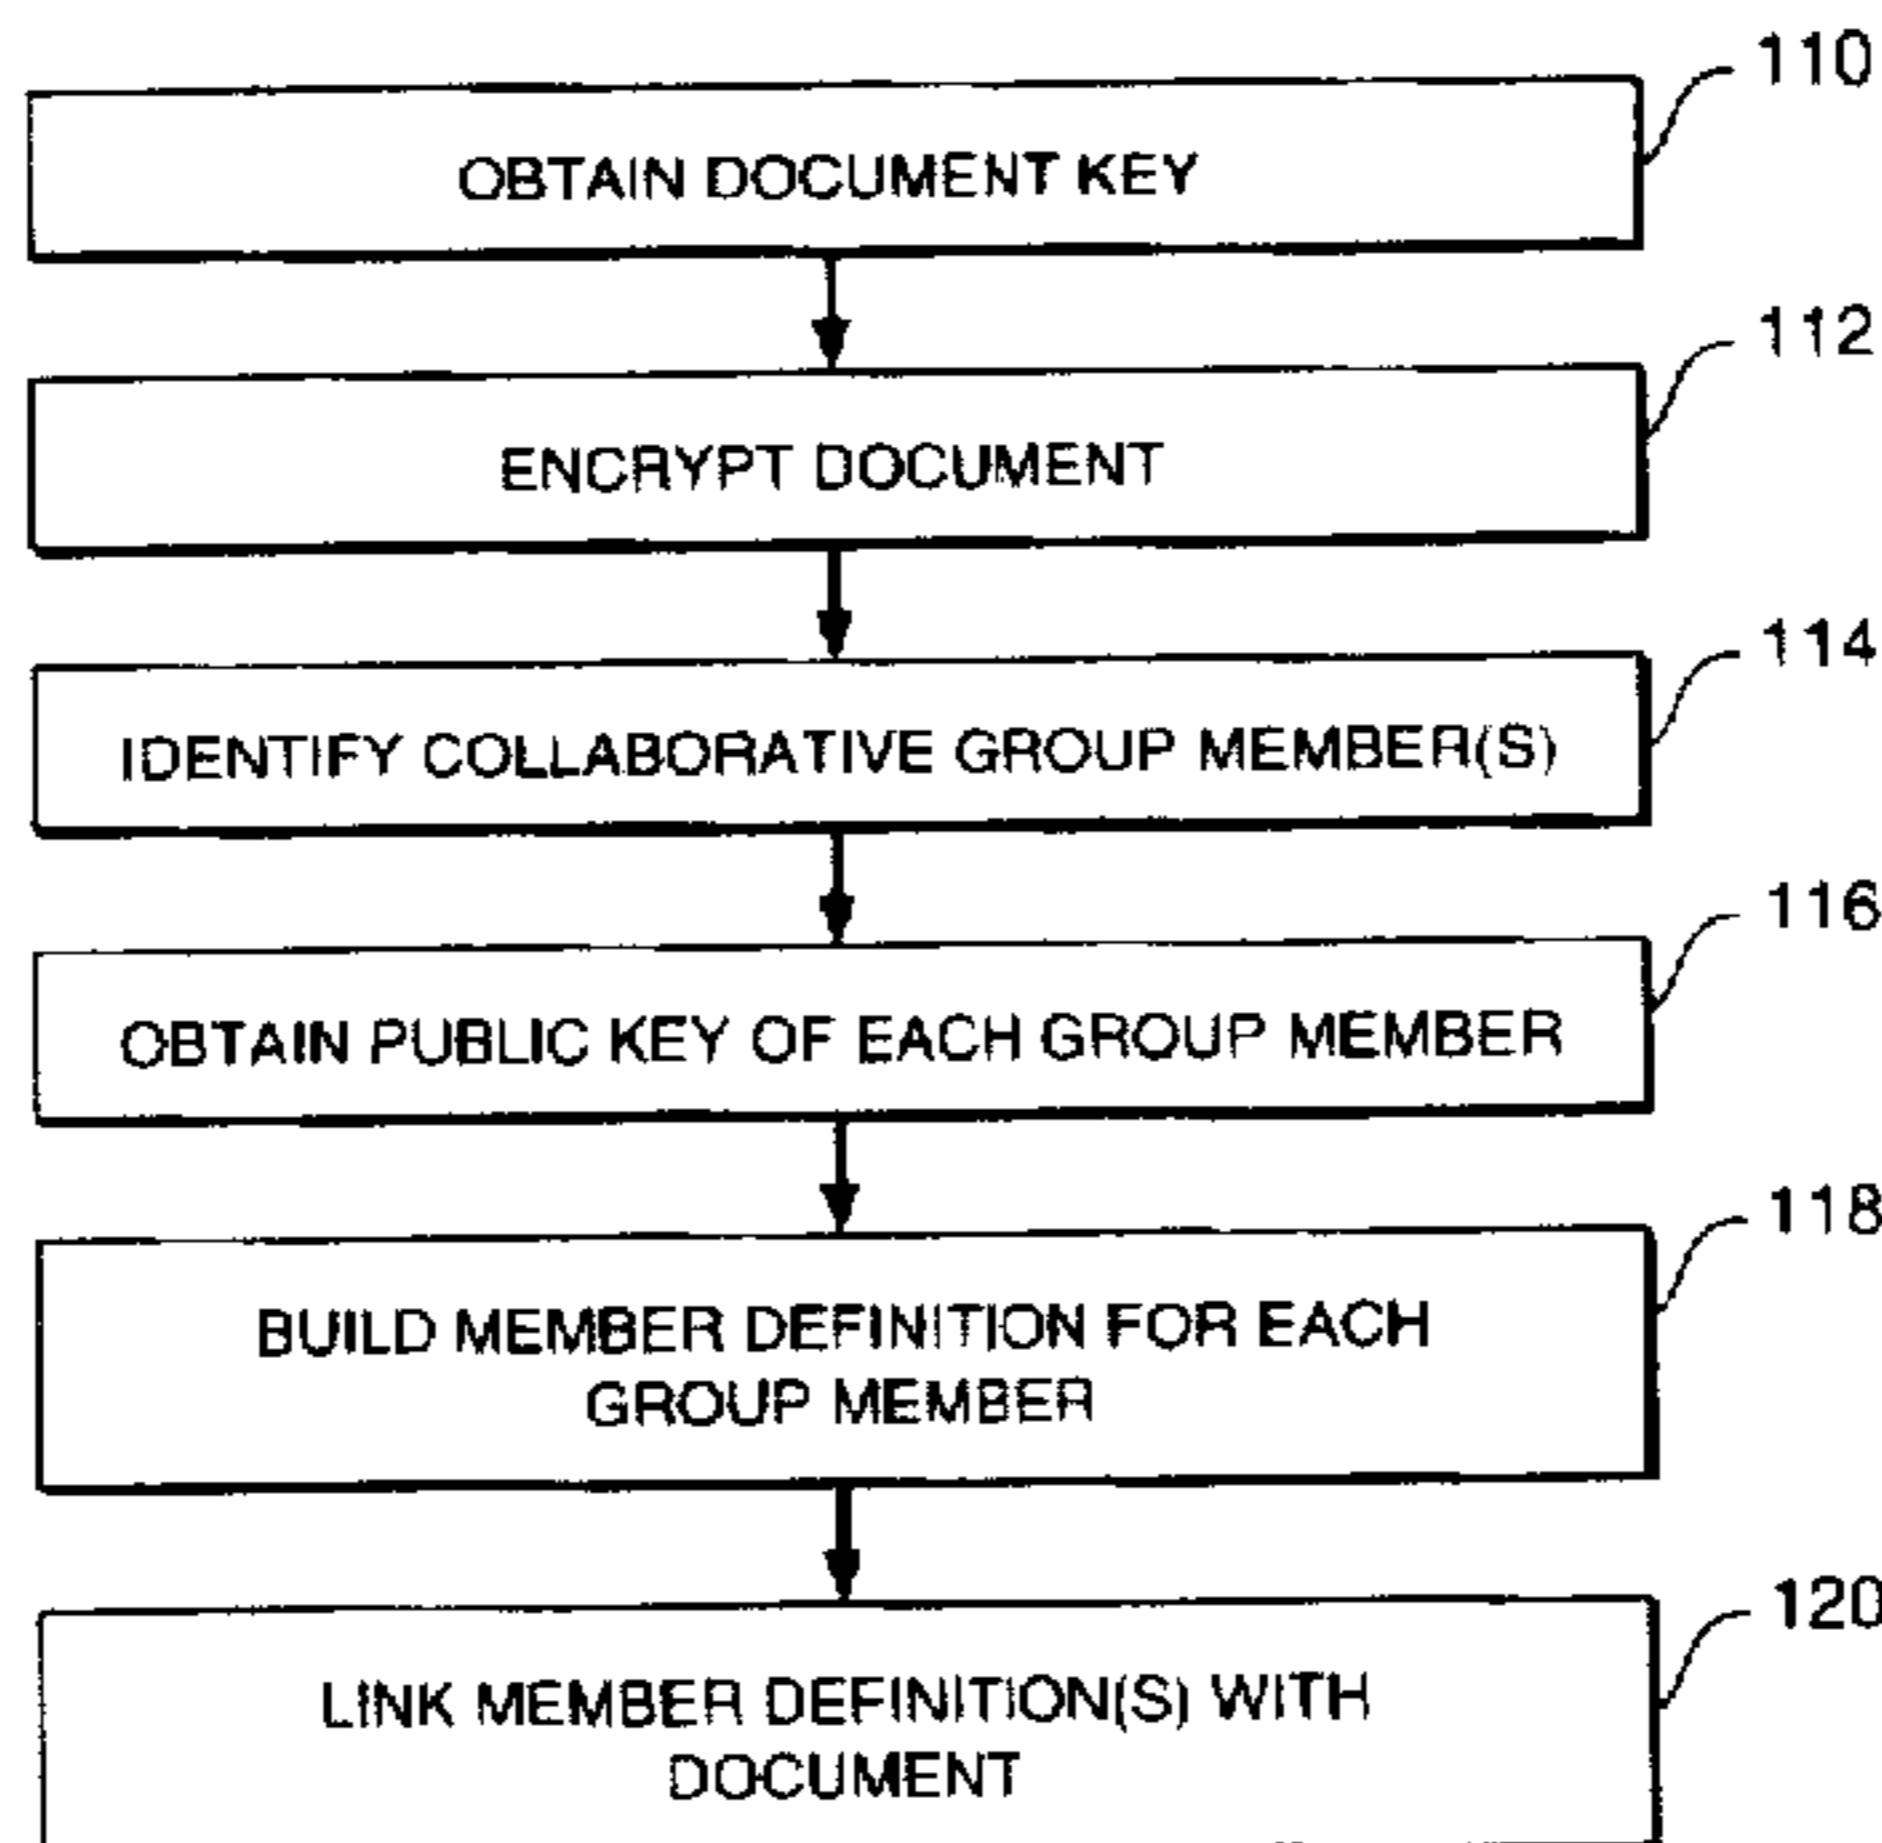 110
OBTAIN DOCUMENT KEY
112
ENCRYPT DOCUMENT
114
IDENTIFY COLLABORATIVE GROUP MEMBER(S)
116
OBTAIN PUBLIC KEY OF EACH GROUP MEMBER
118
BUILD MEMBER DEFINITION FOR EACH
GROUP MEMBER
120
LINK MEMBER DEFINITION(S) WITH
DOCUMENT